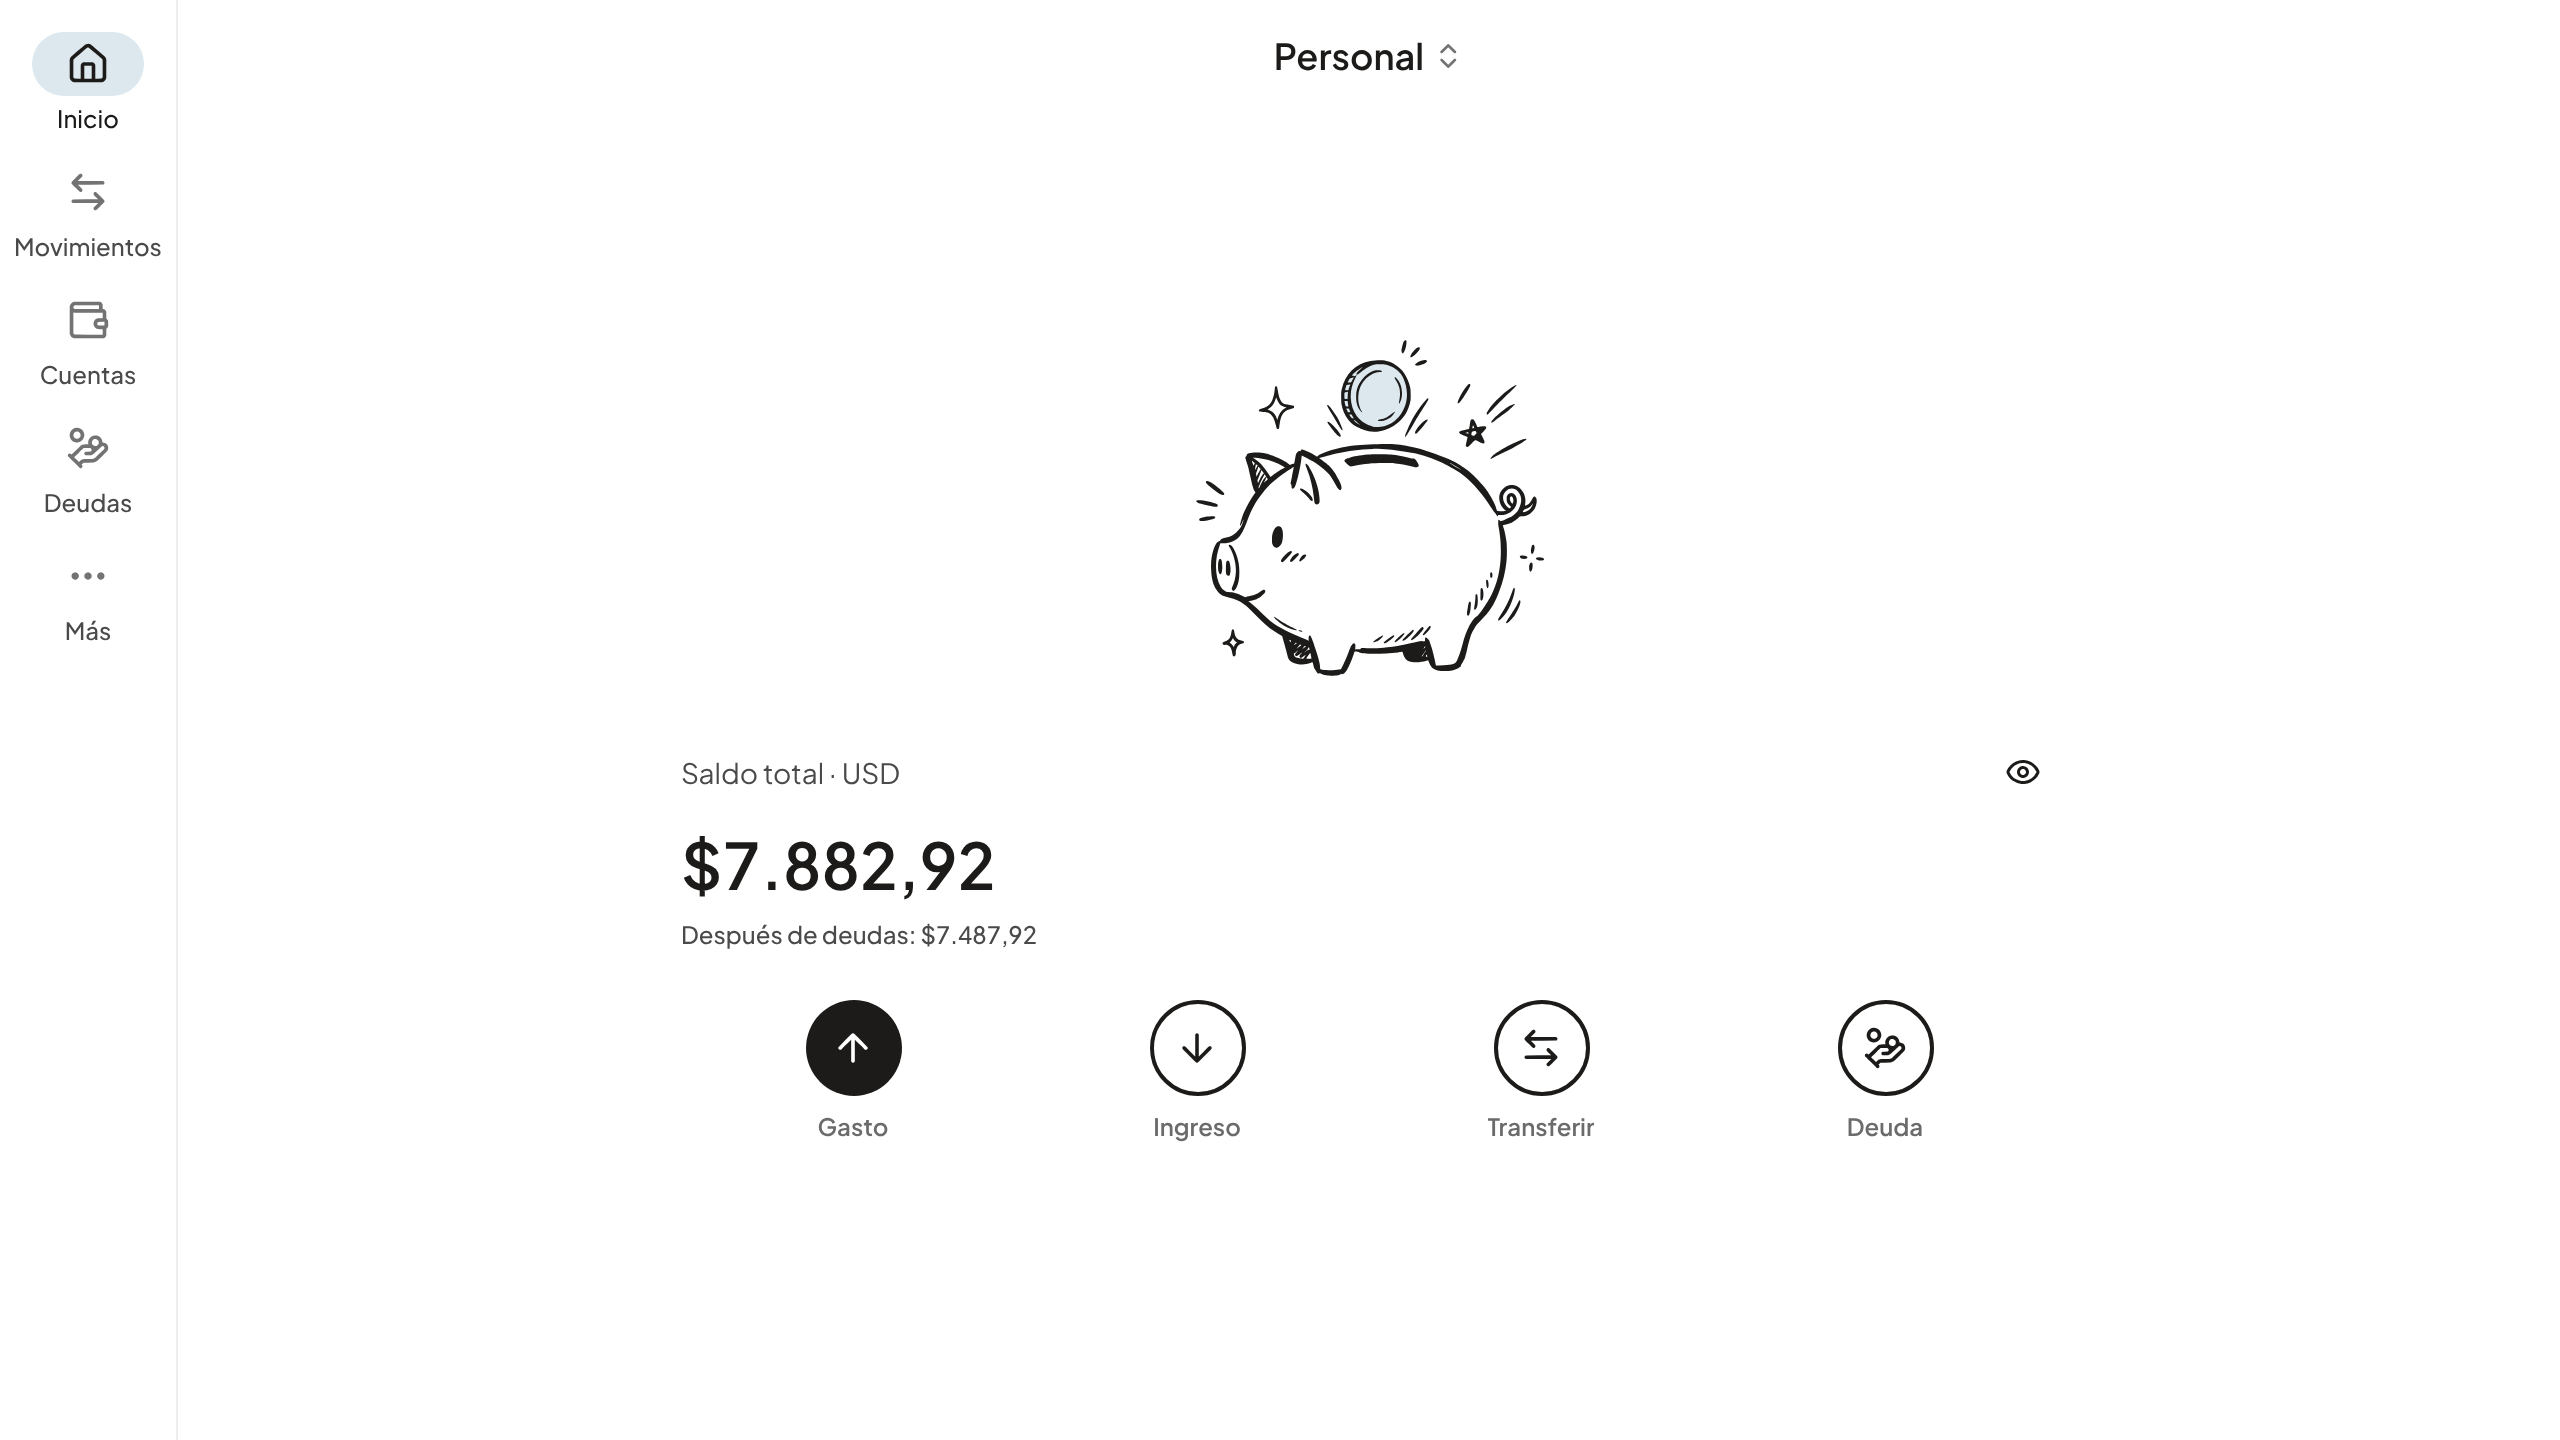 Personal
Inicio
Movimientos
Cuentas
Deudas
Más
Saldo total · USD
$7.882,92
Después de deudas: $7.487,92
Gasto
Ingreso
Transferir
Deuda